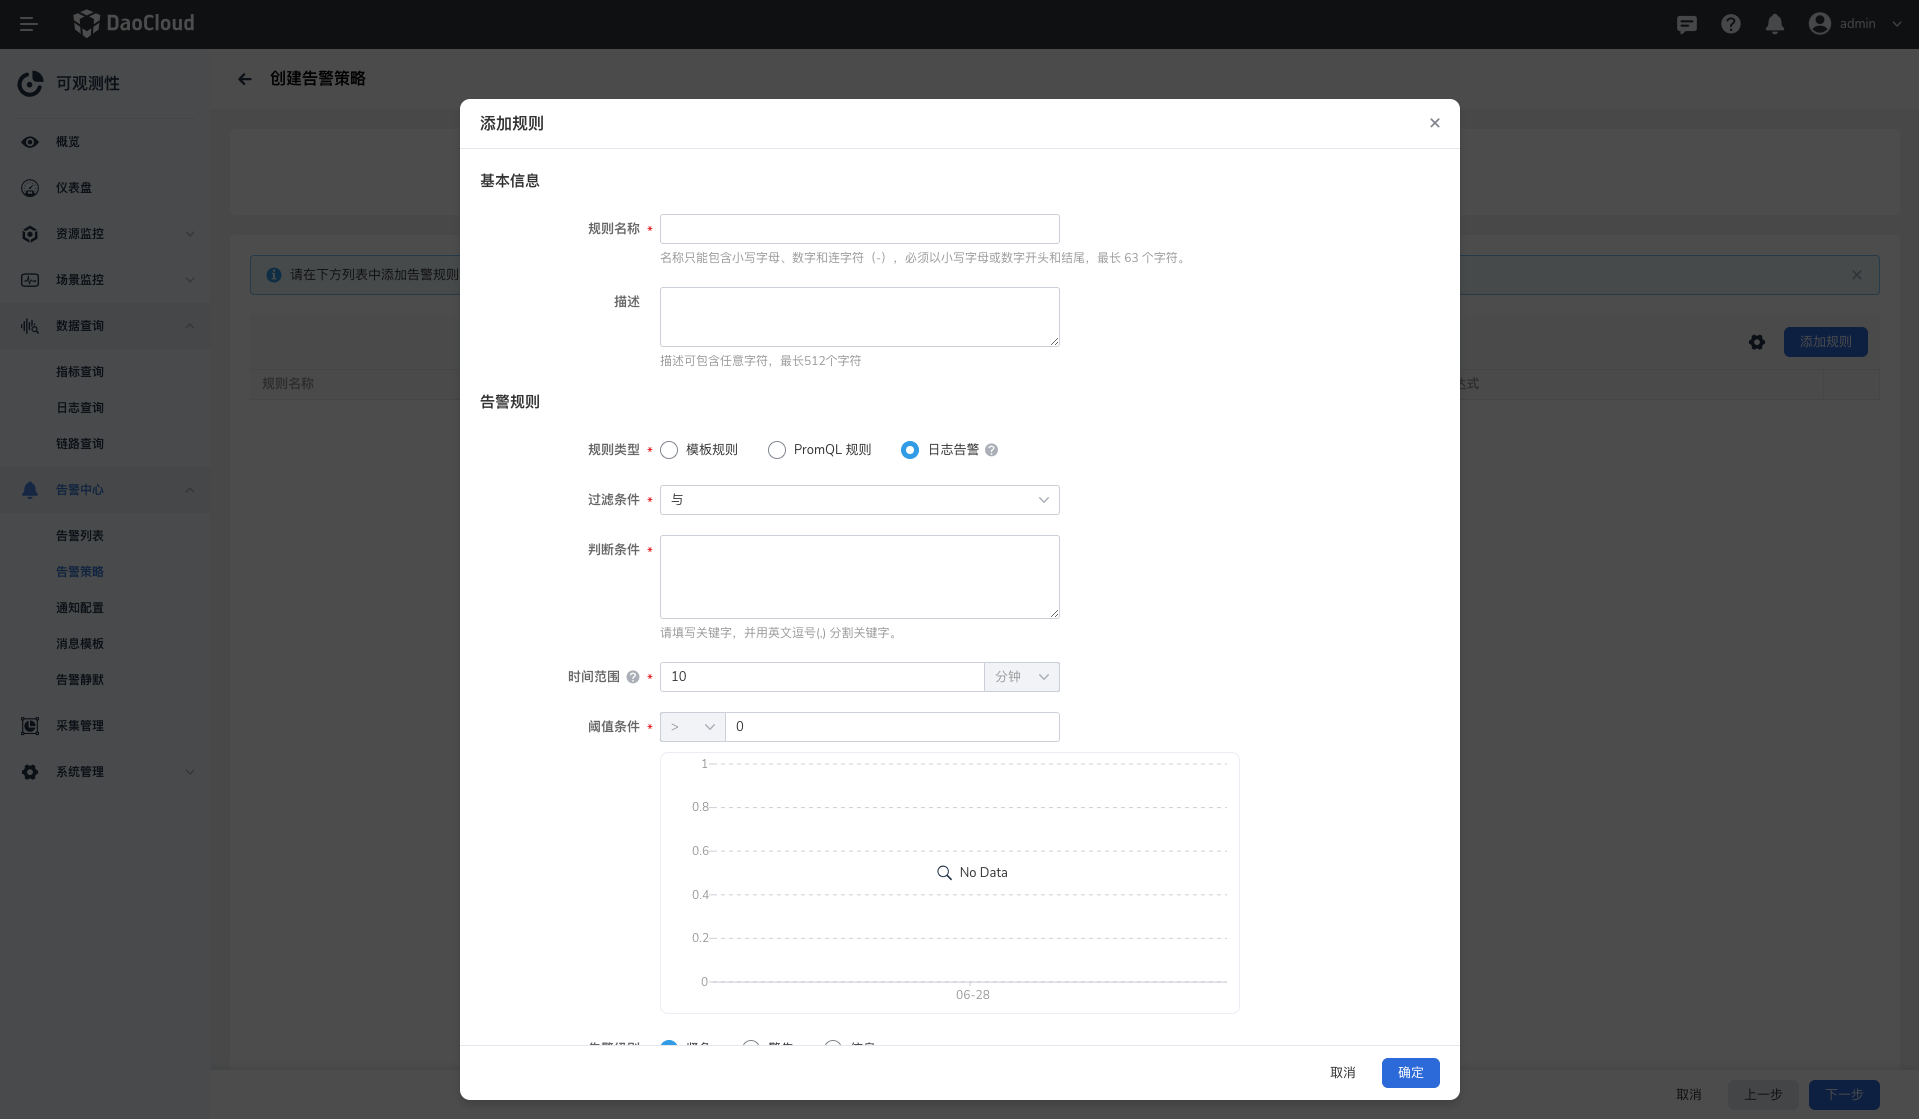 DaoCloud
admin
可观测性
概览
仪表盘
资源监控
场景监控
数据查询
指标查询
日志查询
链路查询
告警中心
告警列表
告警策略
通知配置
消息模板
告警静默
采集管理
系统管理
创建告警策略
请在下方列表中添加告警规则
添加规则
规则名称
达式
添加规则
基本信息
规则名称 *
名称只能包含小写字母、数字和连字符（-），必须以小写字母或数字开头和结尾，最长 63 个字符。
描述
描述可包含任意字符，最长512个字符
告警规则
规则类型 * 模板规则 PromQL 规则 日志告警
过滤条件 * 与
判断条件 *
请填写关键字，并用英文逗号(,) 分割关键字。
时间范围 * 10 分钟
阈值条件 * > 0
1
0.8
0.6
No Data
0.4
0.2
0
06-28
告警级别 紧急 警告 信息
取消 确定
取消 上一步 下一步